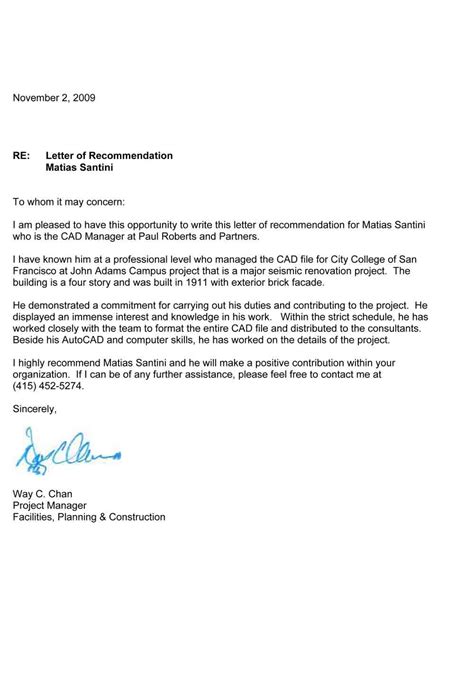 November 2, 2009
RE: Letter of Recommendation
Matias Santini
To whom it may concern:
I am pleased to have this opportunity to write this letter of recommendation for Matias Santini
who is the CAD Manager at Paul Roberts and Partners.
I have known him at a professional level who managed the CAD file for City College of San
Francisco at John Adams Campus project that is a major seismic renovation project. The
building is a four story and was built in 1911 with exterior brick facade.
He demonstrated a commitment for carrying out his duties and contributing to the project. He
displayed an immense interest and knowledge in his work. Within the strict schedule, he has
worked closely with the team to format the entire CAD file and distributed to the consultants.
Beside his AutoCAD and computer skills, he has worked on the details of the project.
I highly recommend Matias Santini and he will make a positive contribution within your
organization. If I can be of any further assistance, please feel free to contact me at
(415) 452-5274.
Sincerely,
Way C. Chan
Project Manager
Facilities, Planning & Construction